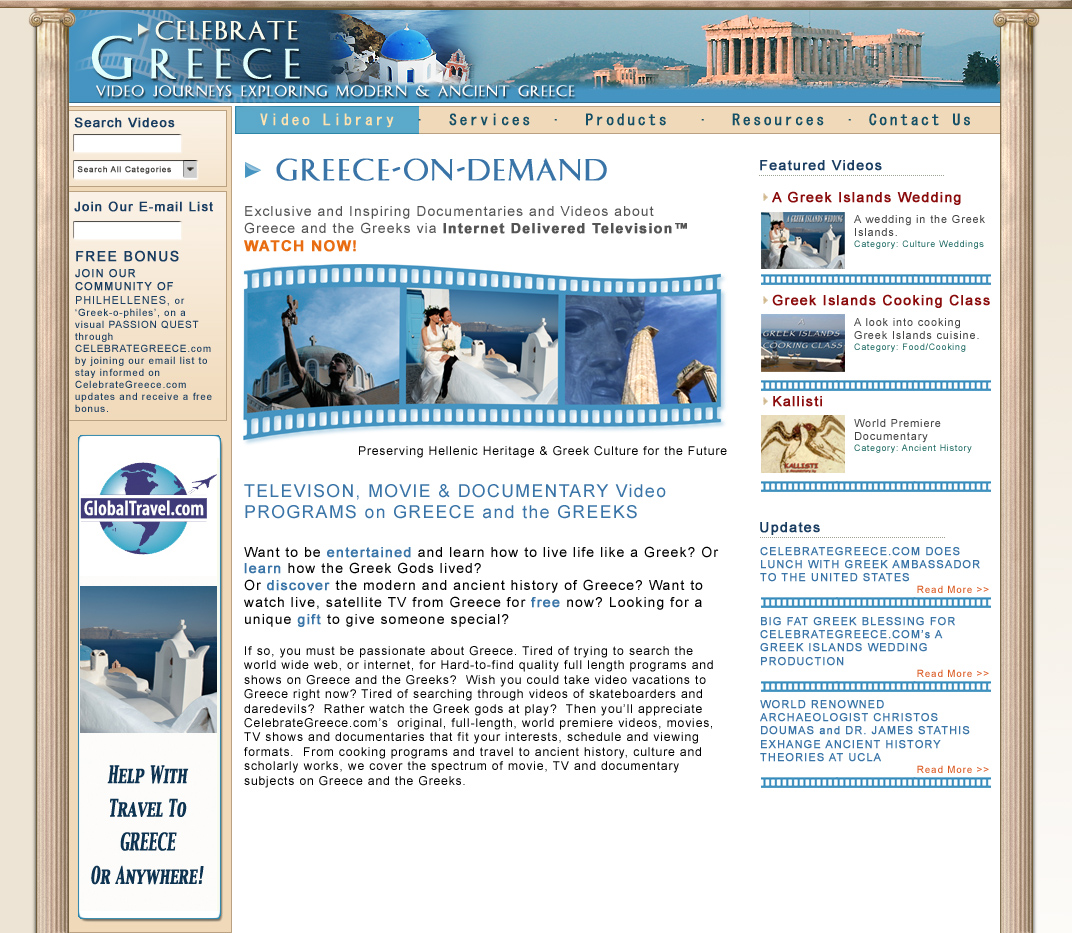 CELEBRATE
GREECE
VIDEO JOURNEYS EXPLORING MODERN & ANCIENT GREECE
Search Videos
Search All Categories
Join Our E-mail List
FREE BONUS
JOIN OUR
COMMUNITY OF
PHILHELLENES, or
'Greek-o-philes', on a
visual PASSION QUEST
through
CELEBRATEGREECE.com
by joining our email list to
stay informed on
CelebrateGreece.com
updates and receive a free
bonus.
GlobalTravel.com
HELP WITH
TRAVEL TO
GREECE
OR ANYWHERE!
Video Library - Services - Products - Resources - Contact Us
GREECE-ON-DEMAND
Exclusive and Inspiring Documentaries and Videos about
Greece and the Greeks via Internet Delivered Television™
WATCH NOW!
Preserving Hellenic Heritage & Greek Culture for the Future
TELEVISON, MOVIE & DOCUMENTARY Video
PROGRAMS on GREECE and the GREEKS
Want to be entertained and learn how to live life like a Greek? Or
learn how the Greek Gods lived?
Or discover the modern and ancient history of Greece? Want to
watch live, satellite TV from Greece for free now? Looking for a
unique gift to give someone special?
If so, you must be passionate about Greece. Tired of trying to search the
world wide web, or internet, for Hard-to-find quality full length programs and
shows on Greece and the Greeks?  Wish you could take video vacations to
Greece right now? Tired of searching through videos of skateboarders and
daredevils?  Rather watch the Greek gods at play?  Then you'll appreciate
CelebrateGreece.com's  original, full-length, world premiere videos, movies,
TV shows and documentaries that fit your interests, schedule and viewing
formats.  From cooking programs and travel to ancient history, culture and
scholarly works, we cover the spectrum of movie, TV and documentary
subjects on Greece and the Greeks.
Featured Videos
A Greek Islands Wedding
A GREEK ISLANDS WEDDING
A wedding in the Greek
Islands.
Category: Culture Weddings
Greek Islands Cooking Class
A
GREEK ISLANDS
COOKING CLASS
A look into cooking
Greek Islands cuisine.
Category: Food/Cooking
Kallisti
KALLISTI
World Premiere
Documentary
Category: Ancient History
Updates
CELEBRATEGREECE.COM DOES
LUNCH WITH GREEK AMBASSADOR
TO THE UNITED STATES
Read More >>
BIG FAT GREEK BLESSING FOR
CELEBRATEGREECE.COM's A
GREEK ISLANDS WEDDING
PRODUCTION
Read More >>
WORLD RENOWNED
ARCHAEOLOGIST CHRISTOS
DOUMAS and DR. JAMES STATHIS
EXHANGE ANCIENT HISTORY
THEORIES AT UCLA
Read More >>